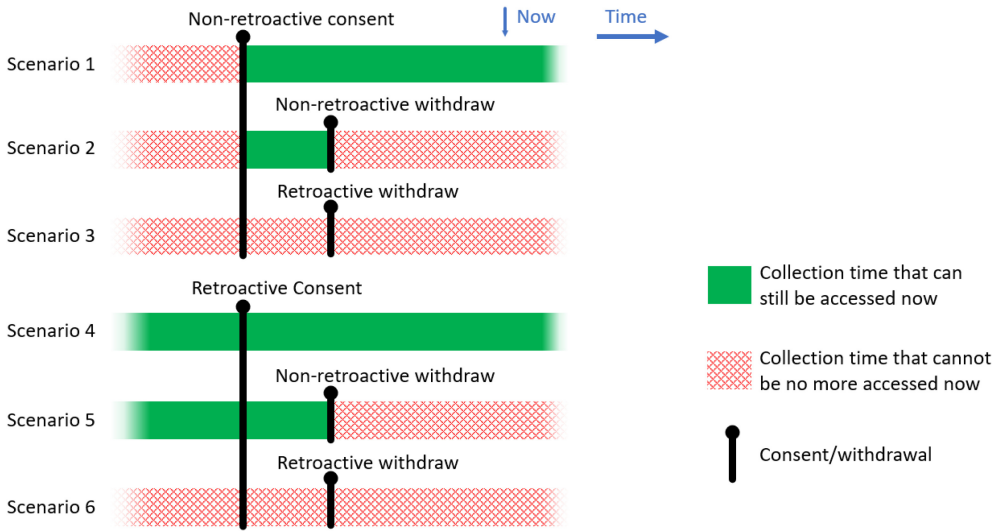 Non-retroactive consent
Now
Time
Scenario 1
Non-retroactive withdraw
Scenario 2
Retroactive withdraw
Scenario 3
Collection time that can
still be accessed now
Retroactive Consent
Scenario 4
Collection time that cannot
be no more accessed now
Non-retroactive withdraw
Scenario 5
Consent/withdrawal
Retroactive withdraw
Scenario 6